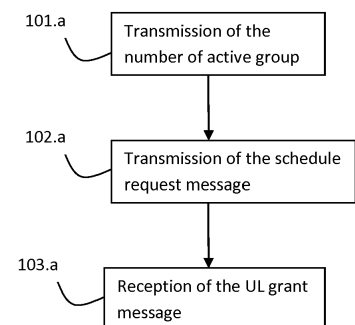 101.a
Transmission of the
number of active group
102.a
Transmission of the schedule
request message
103.a
Reception of the UL grant
message